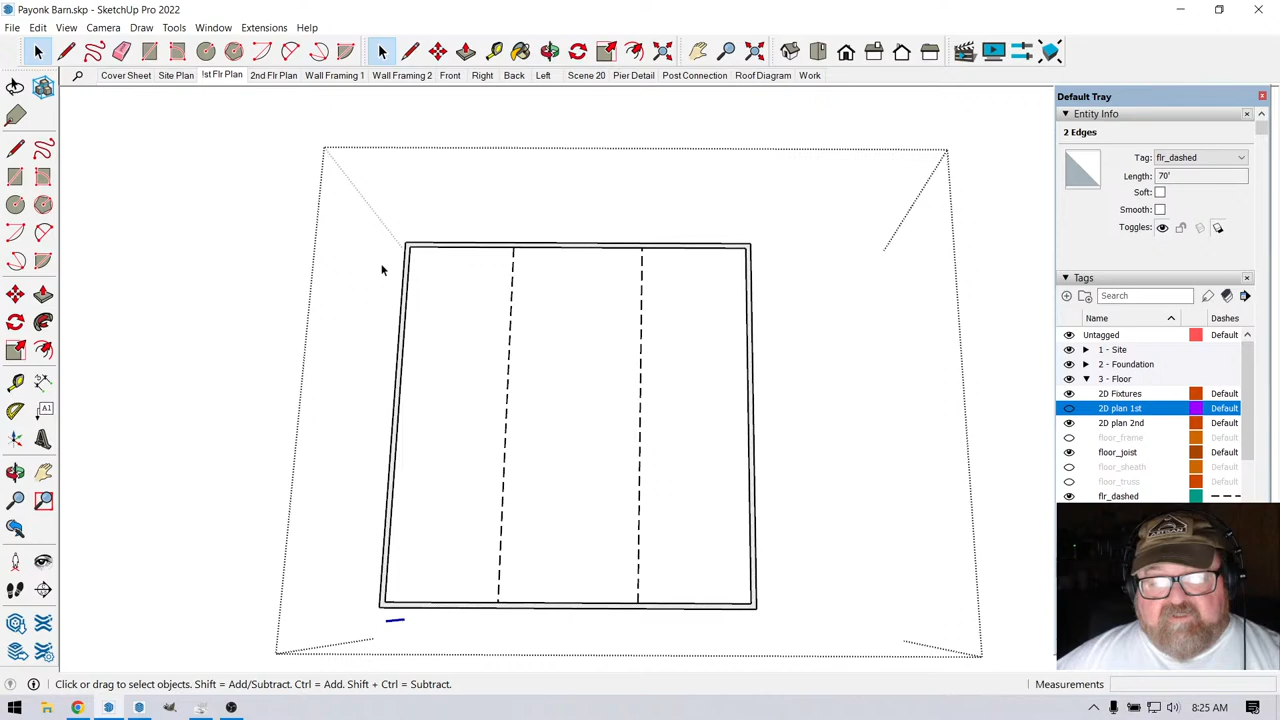 Payonk Barn.skp - SketchUp Pro 2022
File Edit View Camera Draw Tools Window Extensions Help
Cover Sheet Site Plan 1st Flr Plan 2nd Flr Plan Wall Framing 1 Wall Framing 2 Front Right Back Left Scene 20 Pier Detail Post Connection Roof Diagram Work
Default Tray
Entity Info
2 Edges
Tag: flr_dashed
Length: 70'
Soft:
Smooth:
Toggles:
Tags
Search
Name Dashes
Untagged Default
1 - Site
2 - Foundation
3 - Floor
2D Fixtures Default
2D plan 1st Default
2D plan 2nd Default
floor_frame Default
floor_joist Default
floor_sheath Default
floor_truss Default
flr_dashed
ARTISAN
Click or drag to select objects. Shift = Add/Subtract. Ctrl = Add. Shift + Ctrl = Subtract.
Measurements
8:25 AM